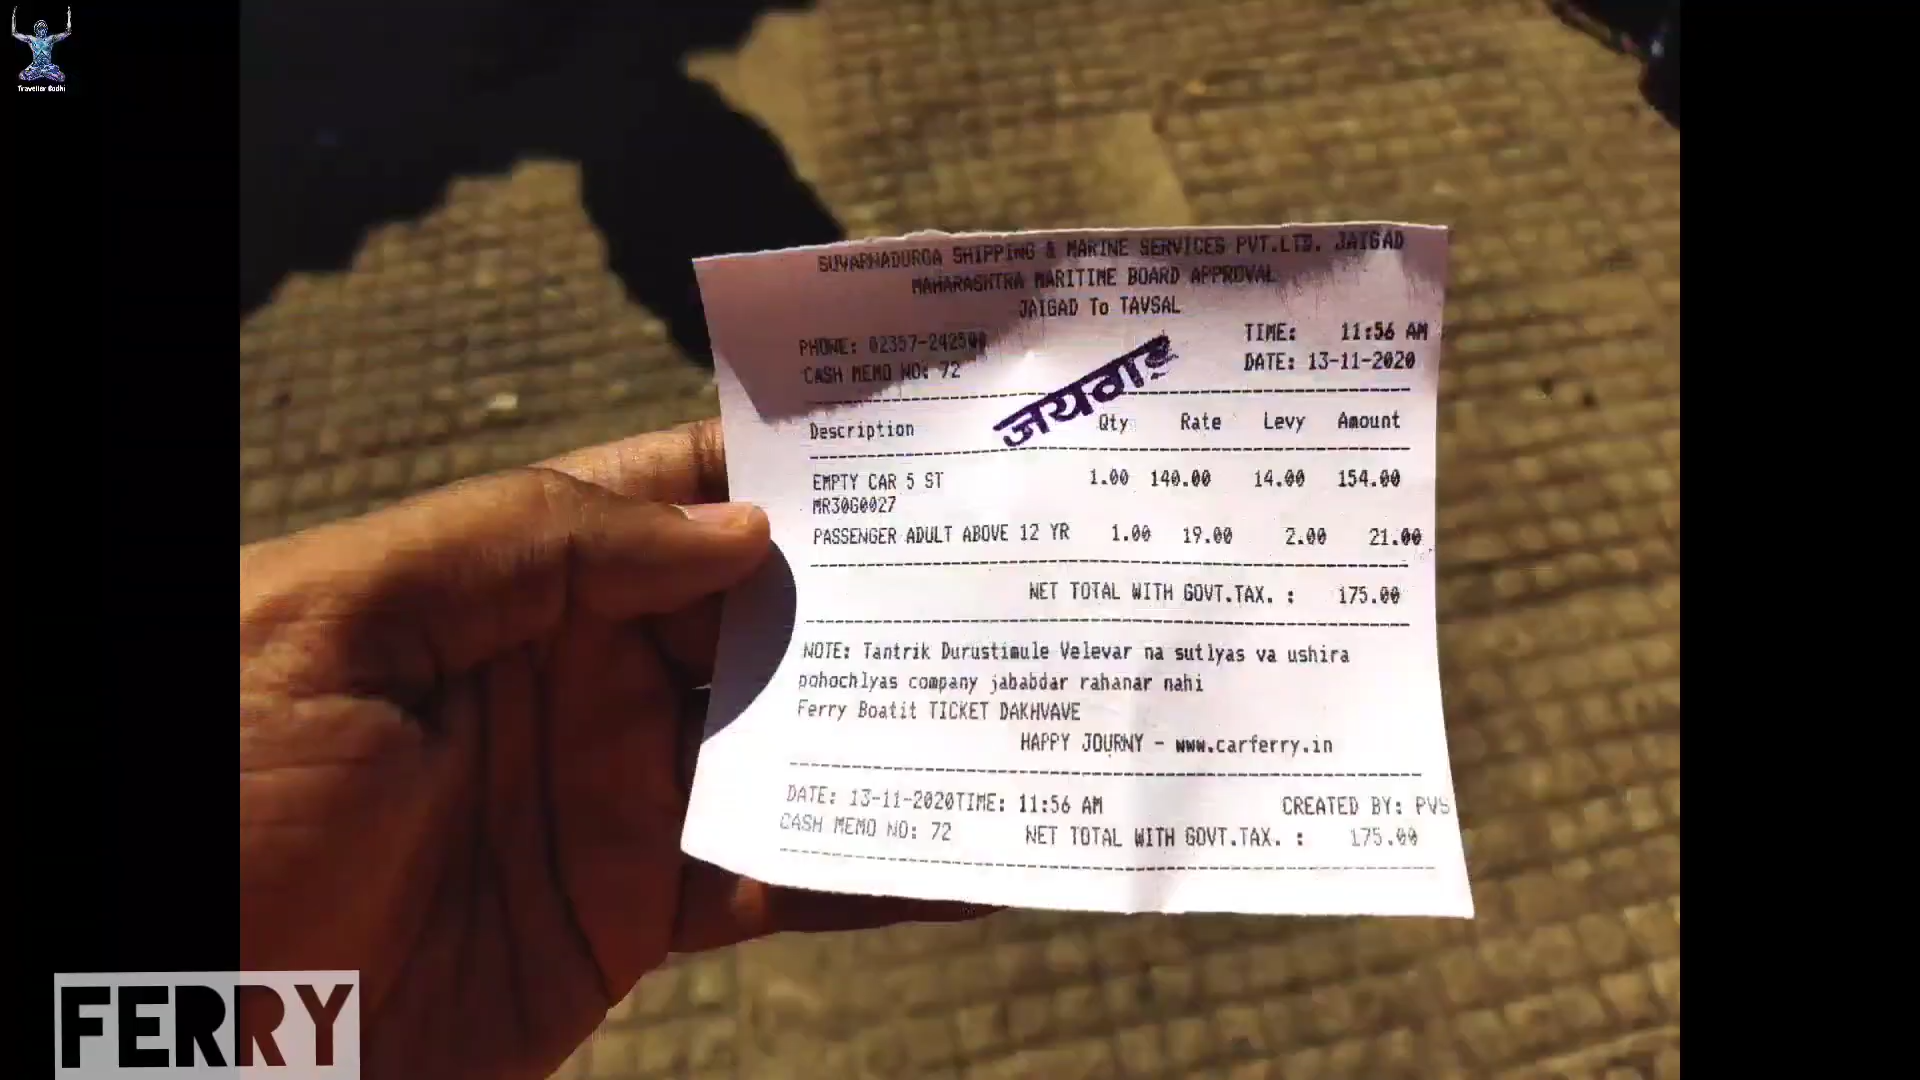 Traveller Bodhi
SUVARNADURGA SHIPPING & MARINE SERVICES PVT.LTD. JAIGAD
MAHARASHTRA MARITIME BOARD APPROVAL
JAIGAD To TAVSAL
PHONE: 02357-242500 TIME: 11:56 AM
CASH MEMO NO: 72 DATE: 13-11-2020
जयगड
Description Qty Rate Levy Amount
EMPTY CAR 5 ST 1.00 140.00 14.00 154.00
MR30G0027
PASSENGER ADULT ABOVE 12 YR 1.00 19.00 2.00 21.00
NET TOTAL WITH GOVT.TAX. : 175.00
NOTE: Tantrik Durustimule Velevar na sutlyas va ushira
pohochlyas company jababdar rahanar nahi
Ferry Boatit TICKET DAKHVAVE
HAPPY JOURNY - www.carferry.in
DATE: 13-11-2020TIME: 11:56 AM CREATED BY: PVS
CASH MEMO NO: 72 NET TOTAL WITH GOVT.TAX. : 175.00
FERRY